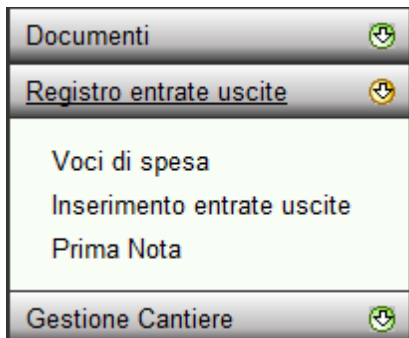 Documenti
Registro entrate uscite
Voci di spesa
Inserimento entrate uscite
Prima Nota
Gestione Cantiere